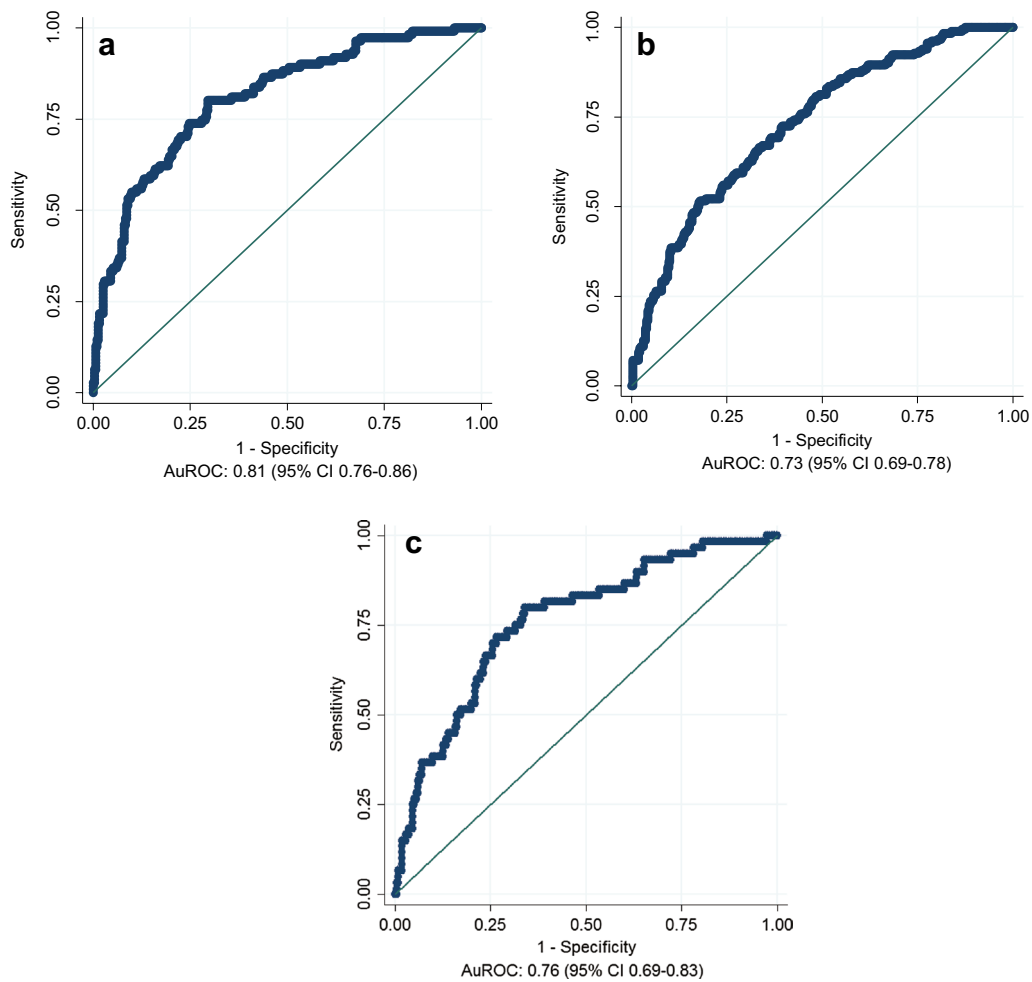 a
1.00
0.75
0.50
0.25
0.00
Sensitivity
0.00 0.25 0.50 0.75 1.00
1 - Specificity
AuROC: 0.81 (95% CI 0.76-0.86)
b
1.00
0.75
0.50
0.25
0.00
Sensitivity
0.00 0.25 0.50 0.75 1.00
1 - Specificity
AuROC: 0.73 (95% CI 0.69-0.78)
c
1.00
0.75
0.50
0.25
0.00
Sensitivity
0.00 0.25 0.50 0.75 1.00
1 - Specificity
AuROC: 0.76 (95% CI 0.69-0.83)